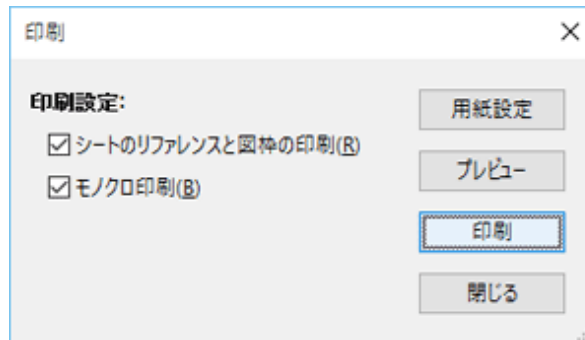 印刷
印刷設定:
シートのリファレンスと図枠の印刷(R)
モノクロ印刷(B)
用紙設定
プレビュー
印刷
閉じる